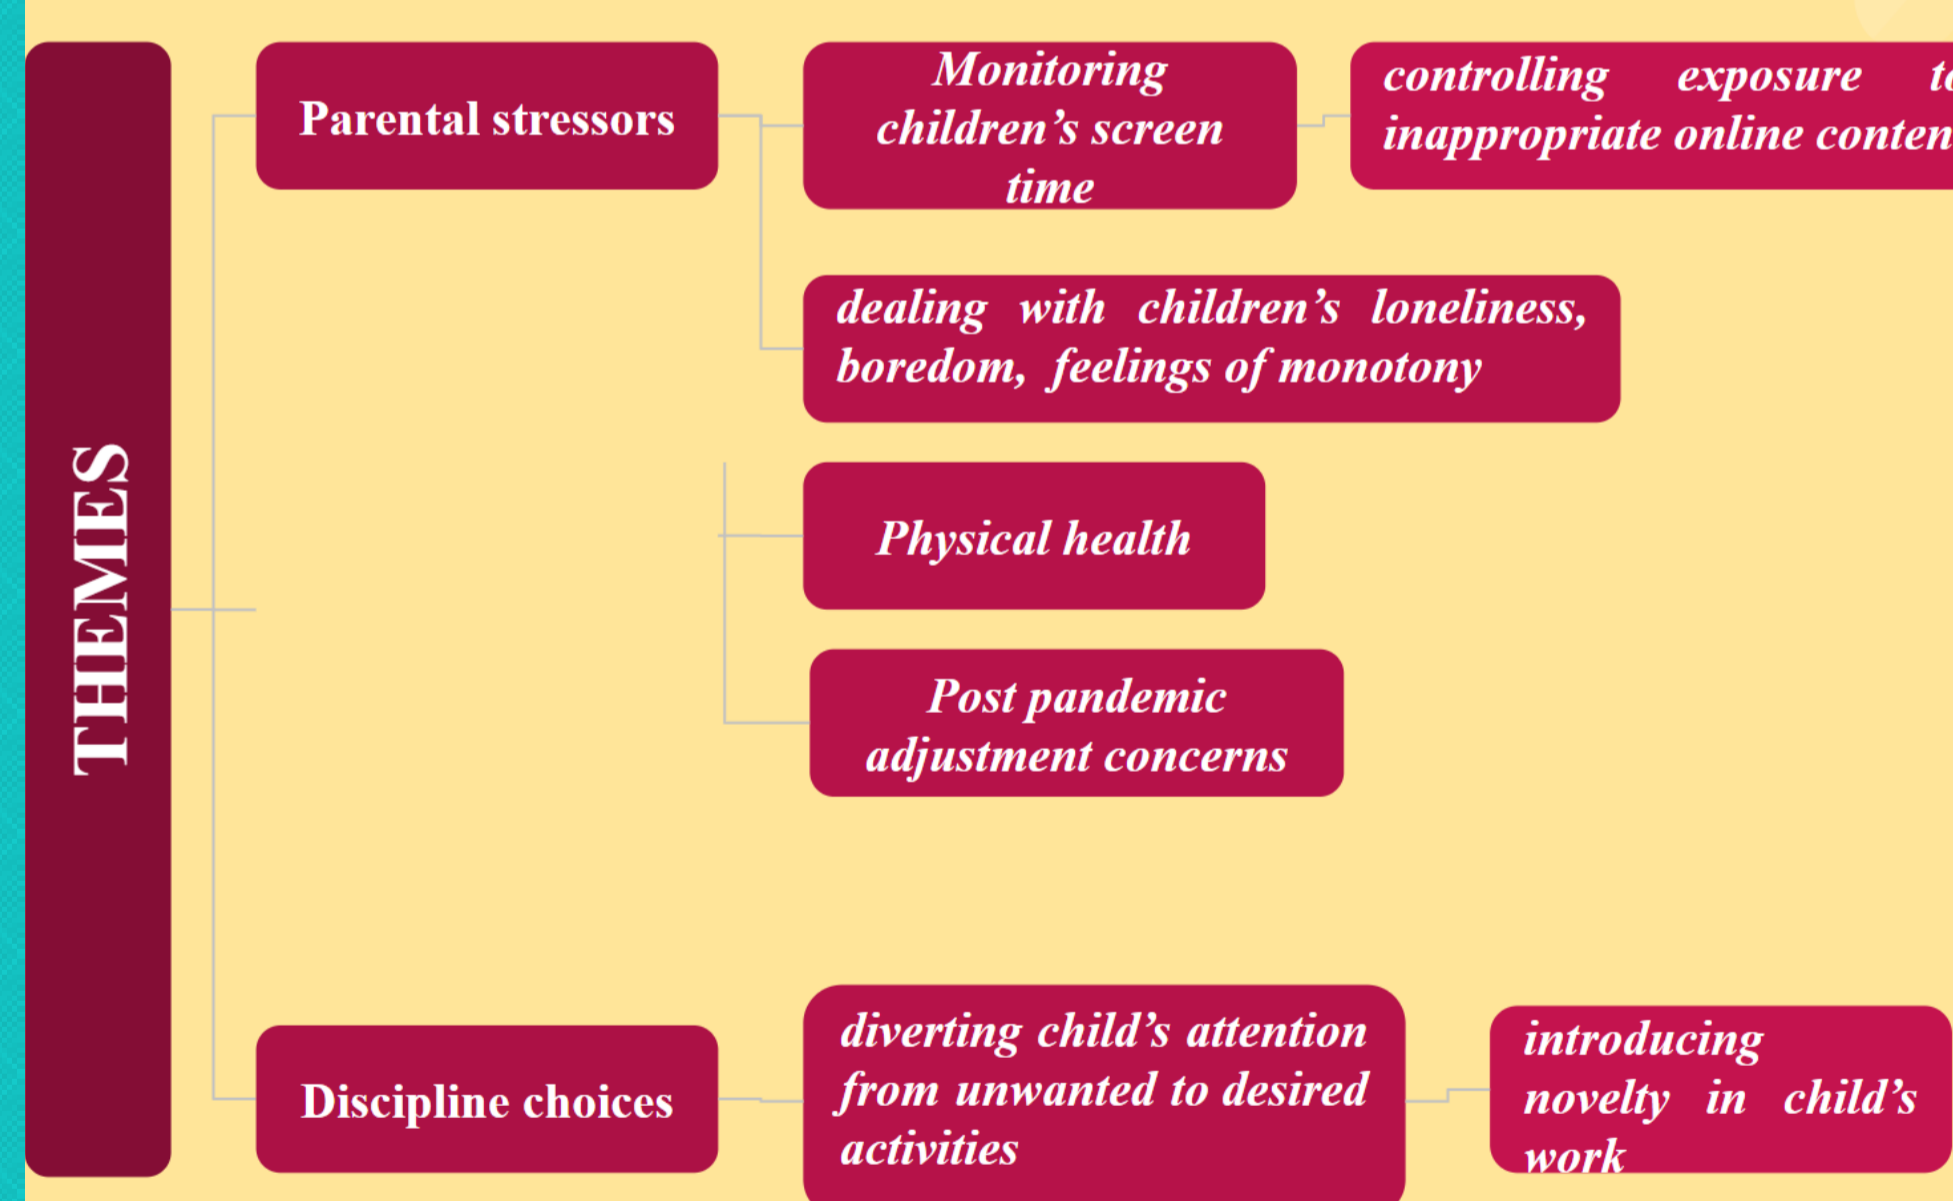 THEMES
Parental stressors
Monitoring
children's screen
time
controlling exposure
inappropriate online
dealing with children's loneliness,
boredom, feelings of monotony
Physical health
Post pandemic
adjustment concerns
Discipline choices
diverting child's attention
from unwanted to desired
activities
introducing
novelty in child's
work